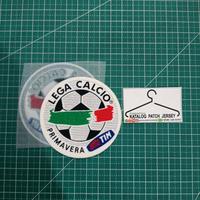 LEGA CALCIO
PRIMAVERA
TIM
KATALOG PATCH JERSEY